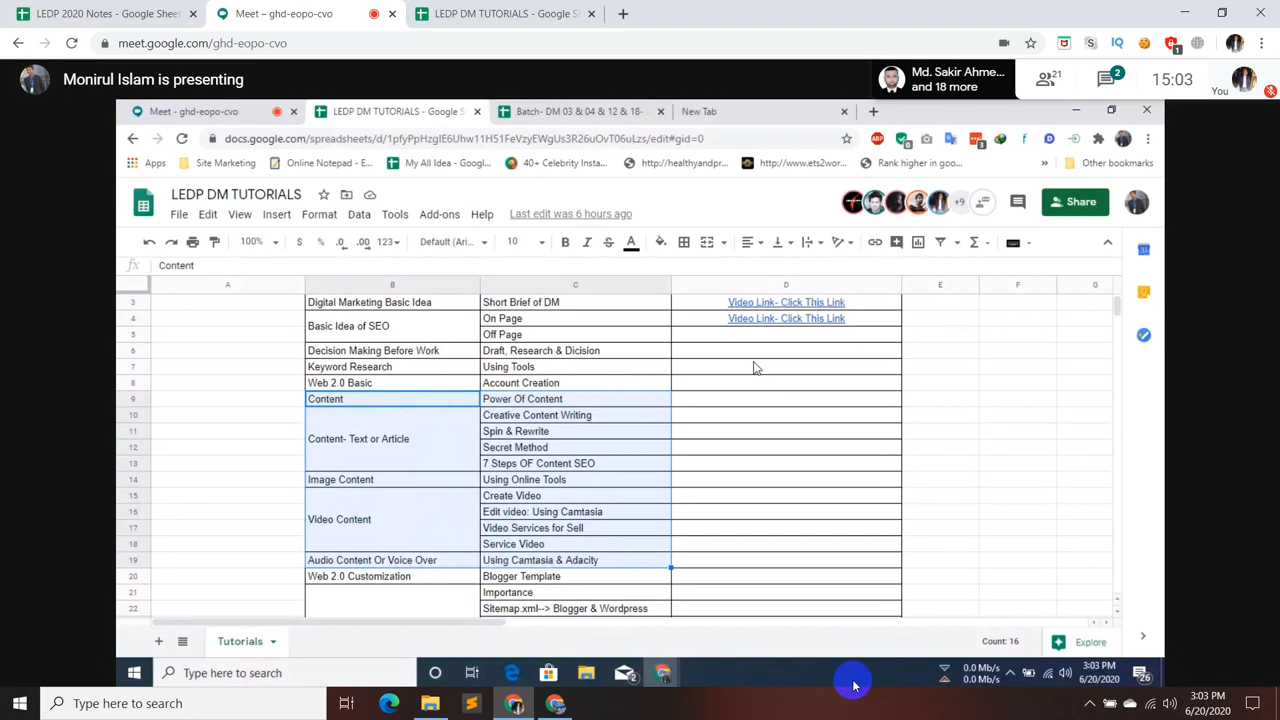 LEDP 2020 Notes - Google Sheet
Meet – ghd-eopo-cvo
LEDP DM TUTORIALS - Google S
meet.google.com/ghd-eopo-cvo
1
Monirul Islam is presenting
Md. Sakir Ahme...
and 18 more
21
2
15:03
You
Meet - ghd-eopo-cvo
LEDP DM TUTORIALS - Google S
Batch- DM 03 & 04 & 12 & 18-
New Tab
docs.google.com/spreadsheets/d/1pfyPpHzgIE6Uhw11H51FeVzyEWgUs3R26uOvT06uLzs/edit#gid=0
Apps
Site Marketing
Online Notepad - E...
My All Idea - Googl...
40+ Celebrity Insta...
http://healthyandpr...
http://www.ets2wor...
Rank higher in goo...
Other bookmarks
LEDP DM TUTORIALS
+9
Share
File Edit View Insert Format Data Tools Add-ons Help Last edit was 6 hours ago
100% $ % .0 .00 123 Default (Ari... 10 B I S A
fx Content
A B C D E F G
3 Digital Marketing Basic Idea Short Brief of DM Video Link- Click This Link
4 Basic Idea of SEO On Page Video Link- Click This Link
5 Off Page
6 Decision Making Before Work Draft, Research & Dicision
7 Keyword Research Using Tools
8 Web 2.0 Basic Account Creation
9 Content Power Of Content
10 Creative Content Writing
11 Content- Text or Article Spin & Rewrite
12 Secret Method
13 7 Steps OF Content SEO
14 Image Content Using Online Tools
15 Create Video
16 Video Content Edit video: Using Camtasia
17 Video Services for Sell
18 Service Video
19 Audio Content Or Voice Over Using Camtasia & Adacity
20 Web 2.0 Customization Blogger Template
21 Importance
22 Sitemap.xml--> Blogger & Wordpress
Tutorials
Count: 16
Explore
Type here to search
0.0 Mb/s
0.0 Mb/s
3:03 PM
6/20/2020
26
Type here to search
3:03 PM
6/20/2020